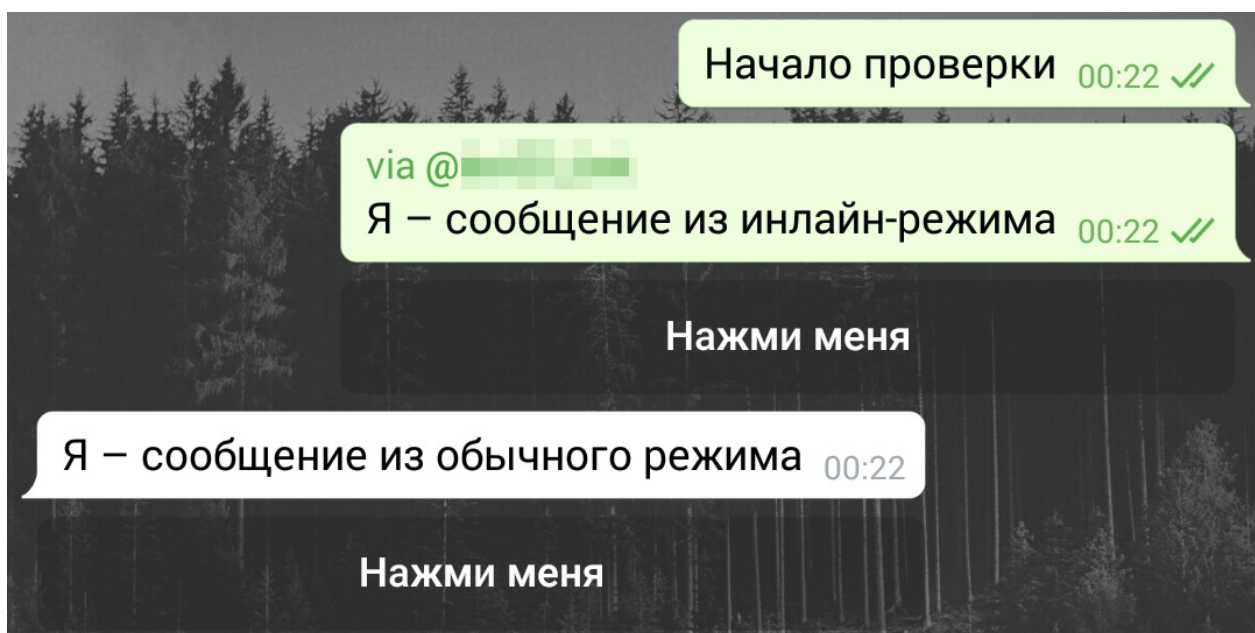 Начало проверки 00:22
via @
Я – сообщение из инлайн-режима 00:22
Нажми меня
Я – сообщение из обычного режима 00:22
Нажми меня